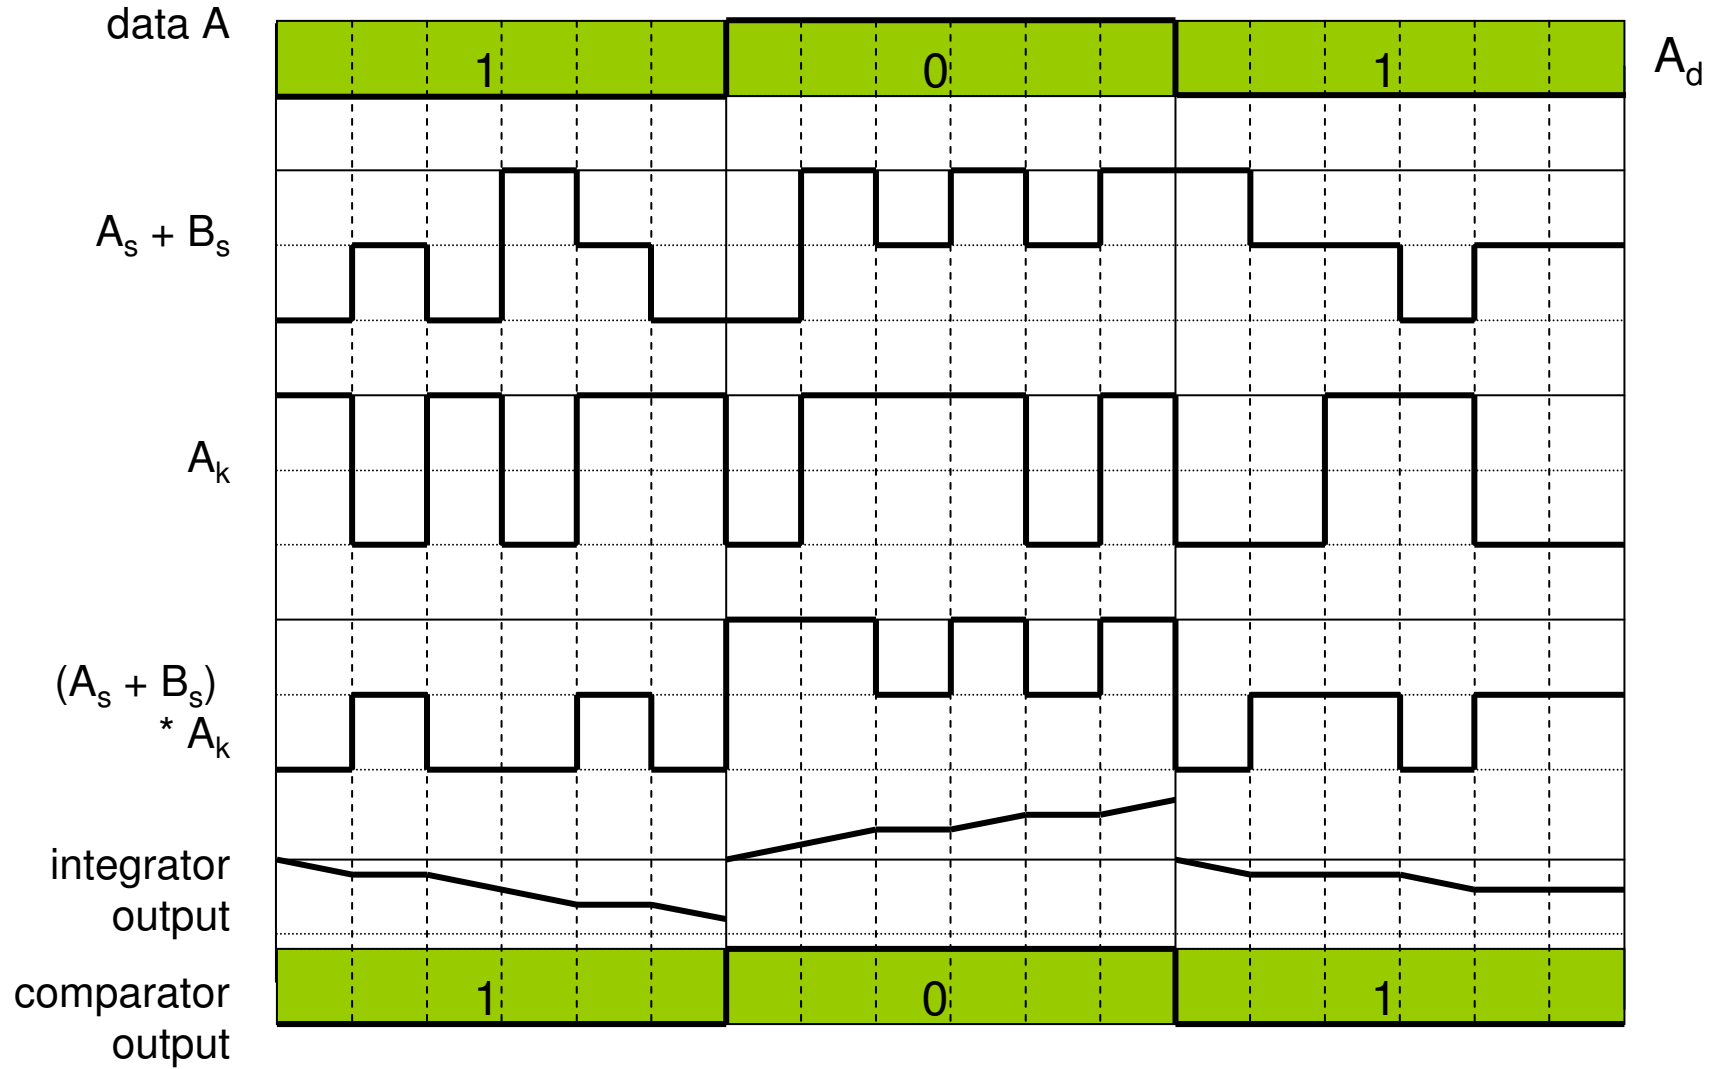 data A
1 0 1
A_d
A_s + B_s
A_k
(A_s + B_s)
* A_k
integrator
output
comparator
output
1 0 1